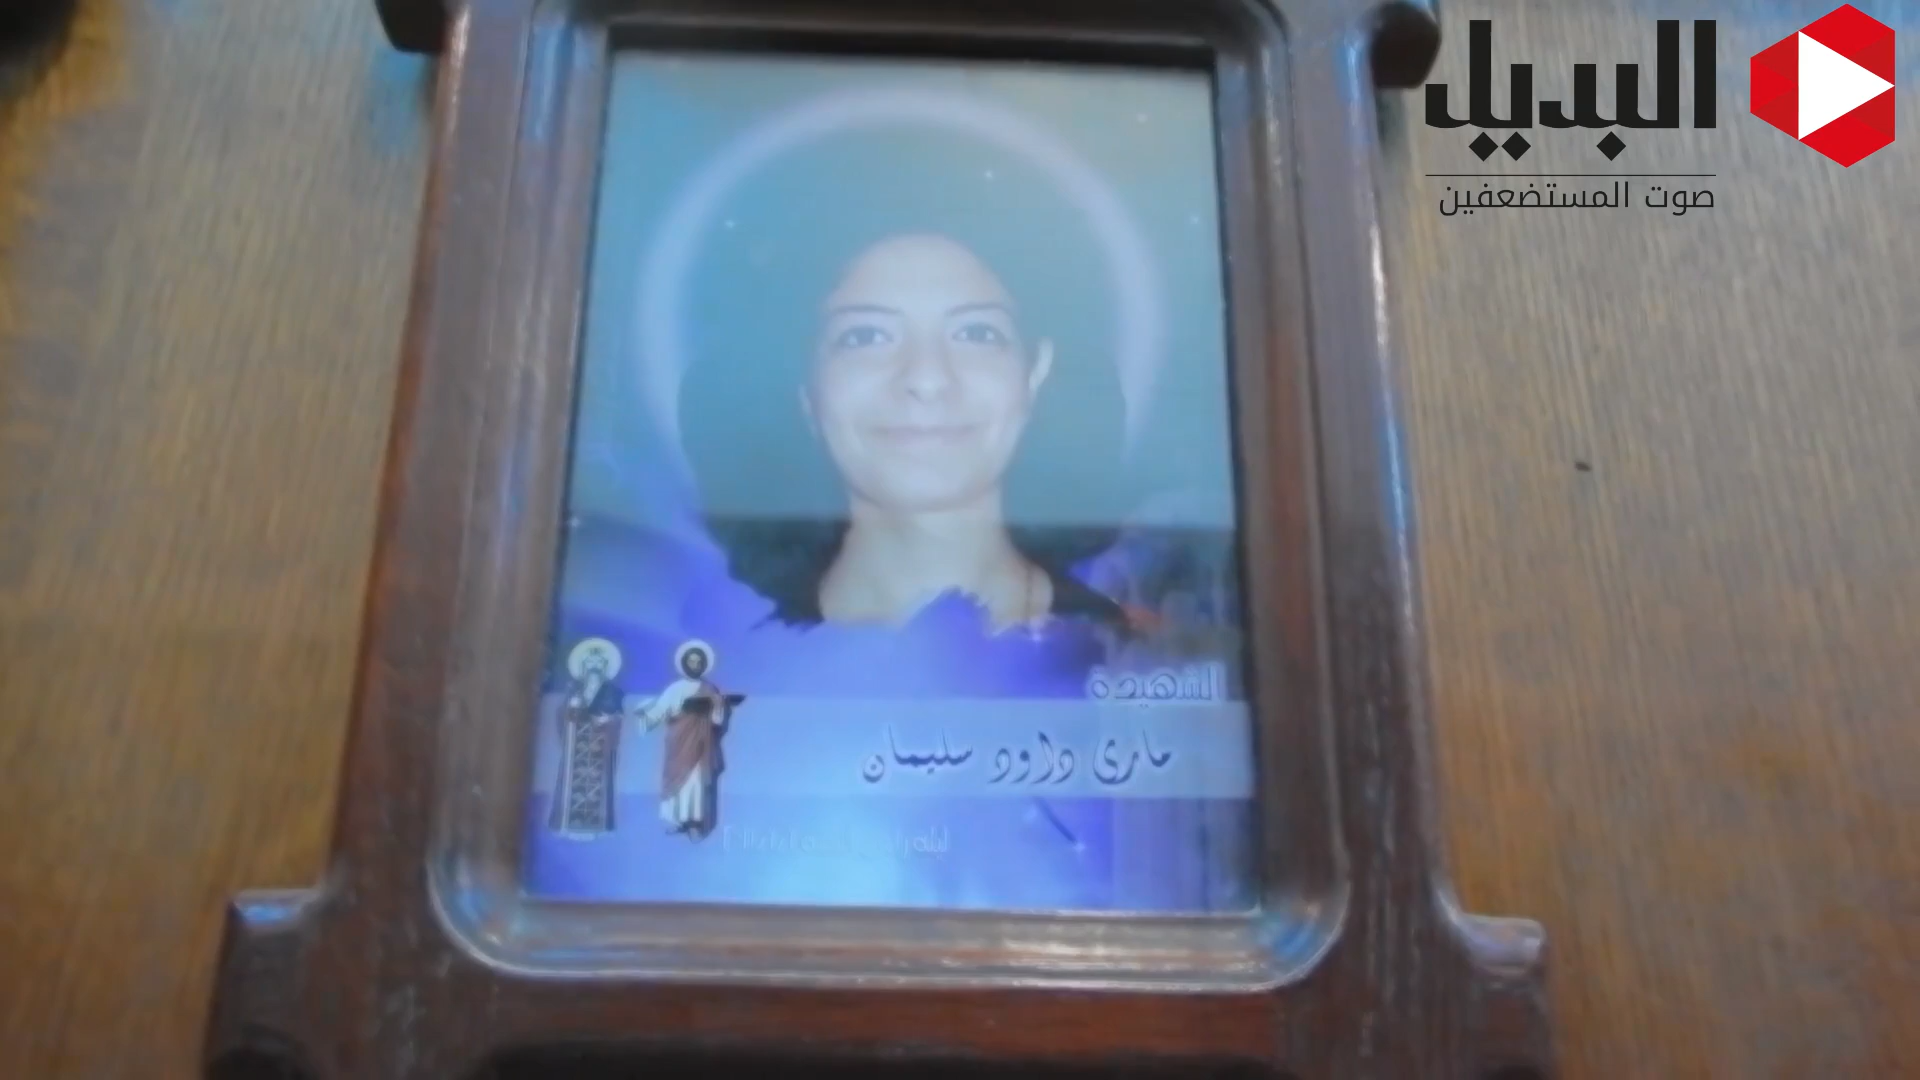 البديل
صوت المستضعفين
الشهيدة
مارى داود سليمان